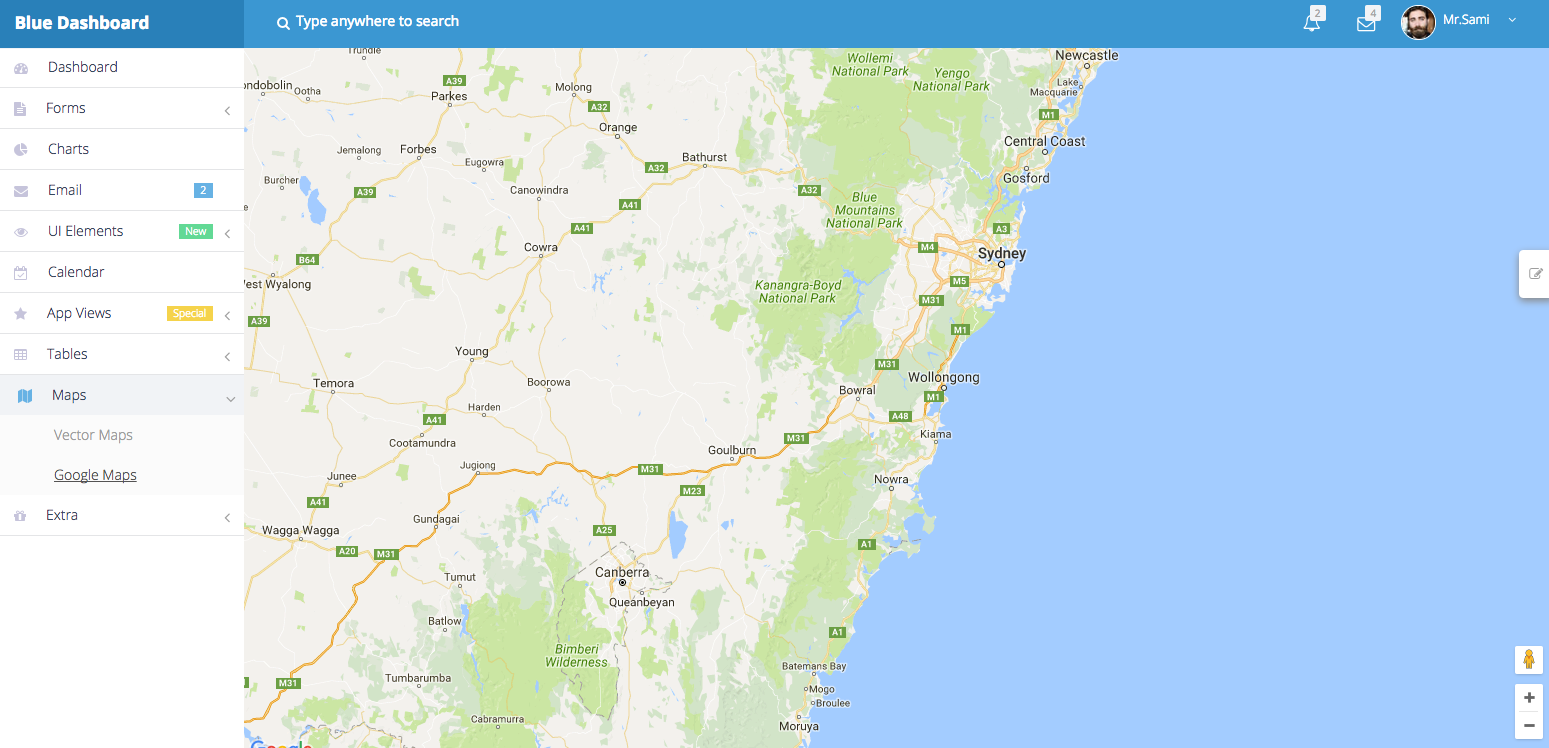 Blue Dashboard
Type anywhere to search
2
4
Mr.Sami
Dashboard
Forms
Charts
Email 2
UI Elements New
Calendar
App Views Special
Tables
Maps
Vector Maps
Google Maps
Extra
Trundle
Wollemi
National Park
Yengo
National Park
Newcastle
Lake
Macquarie
ndobolin
Ootha
A39
Parkes
Molong
A32
M1
Orange
Central Coast
Jemalong
Forbes
Eugowra
A32
Bathurst
Gosford
Burcher
A39
Canowindra
A32
A41
Blue
Mountains
National Park
A41
A3
Cowra
M4
Sydney
B64
est Wyalong
Kanangra-Boyd
National Park
M5
M31
A39
M1
Young
M31
Temora
Boorowa
Bowral
Wollongong
M1
Harden
A41
A48
Cootamundra
M31
Kiama
Goulburn
Jugiong
M31
Junee
Nowra
M23
A41
Gundagai
Wagga Wagga
A25
A20
M31
A1
Canberra
Tumut
Queanbeyan
Batlow
A1
Bimberi
Wilderness
Batemans Bay
Tumbarumba
M31
Mogo
Broulee
Cabramurra
Moruya
Google